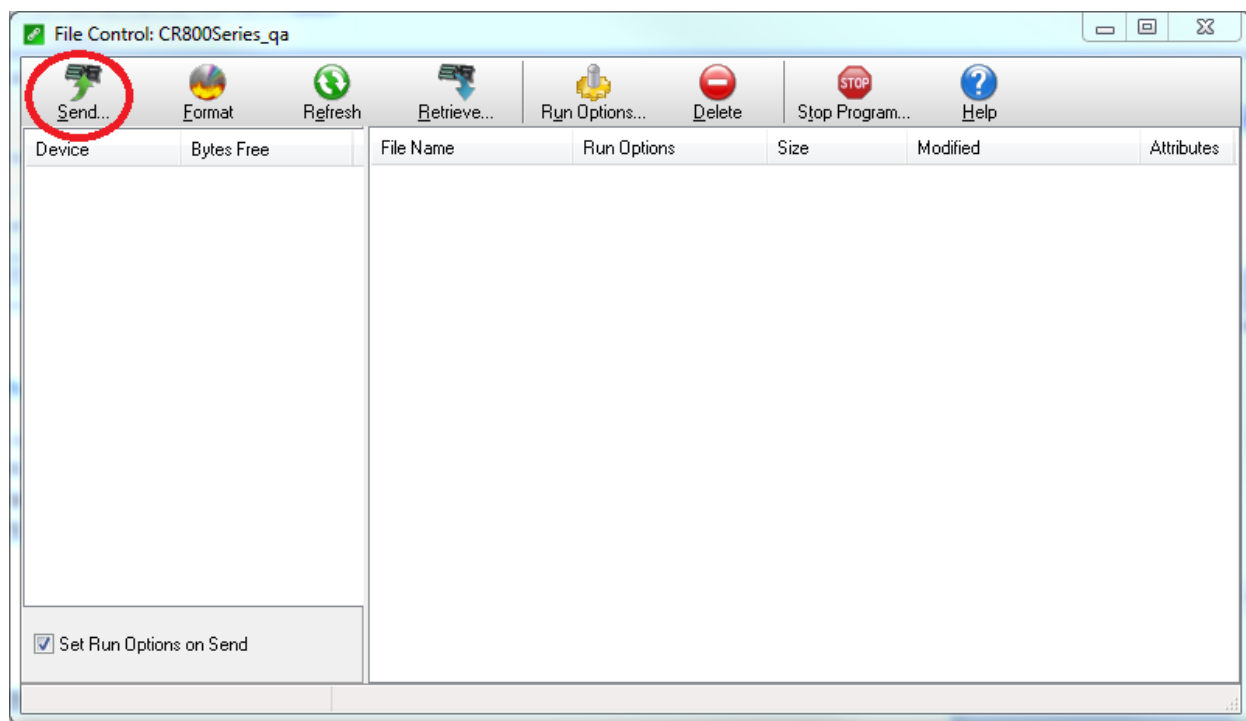 File Control: CR800Series_qa
Send... Format Refresh Retrieve... Run Options... Delete STOP Stop Program... ? Help
Device Bytes Free File Name Run Options Size Modified Attributes
Set Run Options on Send